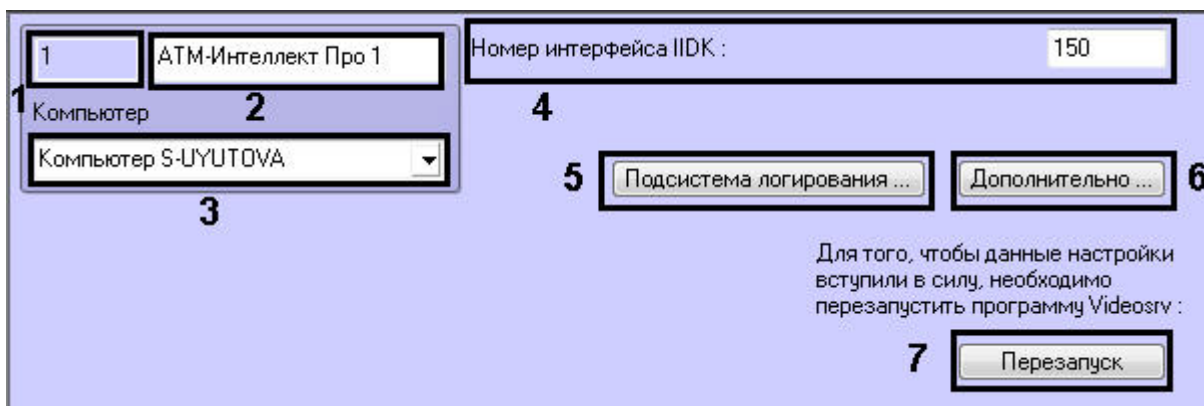 1
АТМ-Интеллект Про 1
Номер интерфейса IIDK :
150
1
2
4
Компьютер
Компьютер S-UYUTOVA
3
5
Подсистема логирования ...
Дополнительно ...
6
Для того, чтобы данные настройки
вступили в силу, необходимо
перезапустить программу Videosrv :
7
Перезапуск